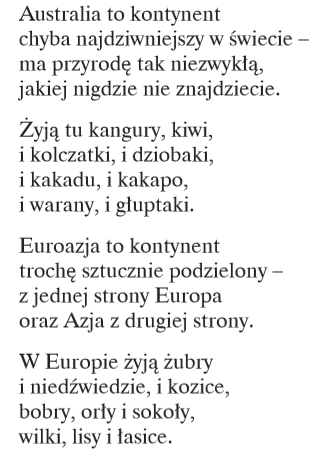 Australia to kontynent
chyba najdziwniejszy w świecie –
ma przyrodę tak niezwykłą,
jakiej nigdzie nie znajdziecie.
Żyją tu kangury, kiwi,
i kolczatki, i dziobaki,
i kakadu, i kakapo,
i warany, i głuptaki.
Euroazja to kontynent
trochę sztucznie podzielony –
z jednej strony Europa
oraz Azja z drugiej strony.
W Europie żyją żubry
i niedźwiedzie, i kozice,
bobry, orły i sokoły,
wilki, lisy i łasice.